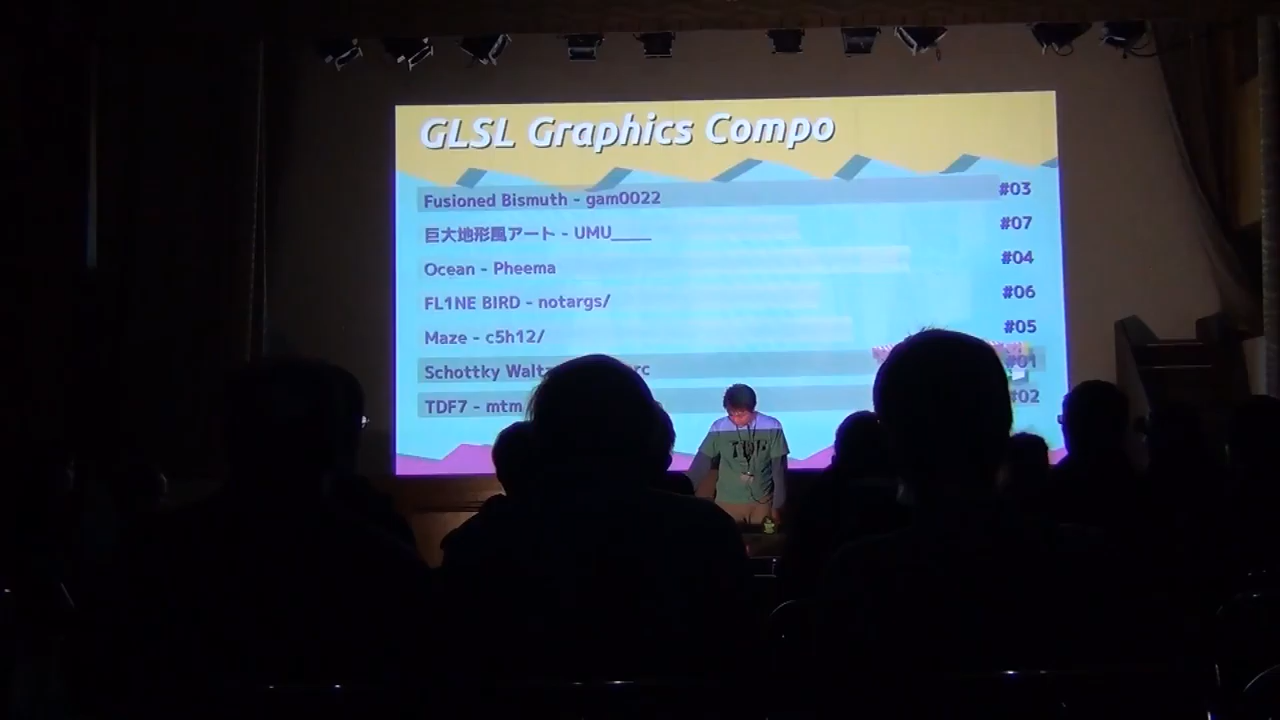 GLSL Graphics Compo
Fusioned Bismuth - gam0022 #03
巨大地形風アート - UMU____ #07
Ocean - Pheema #04
FL1NE BIRD - notargs/ #06
Maze - c5h12/ #05
Schottky #01
TDF7 - mtm #02
TDF